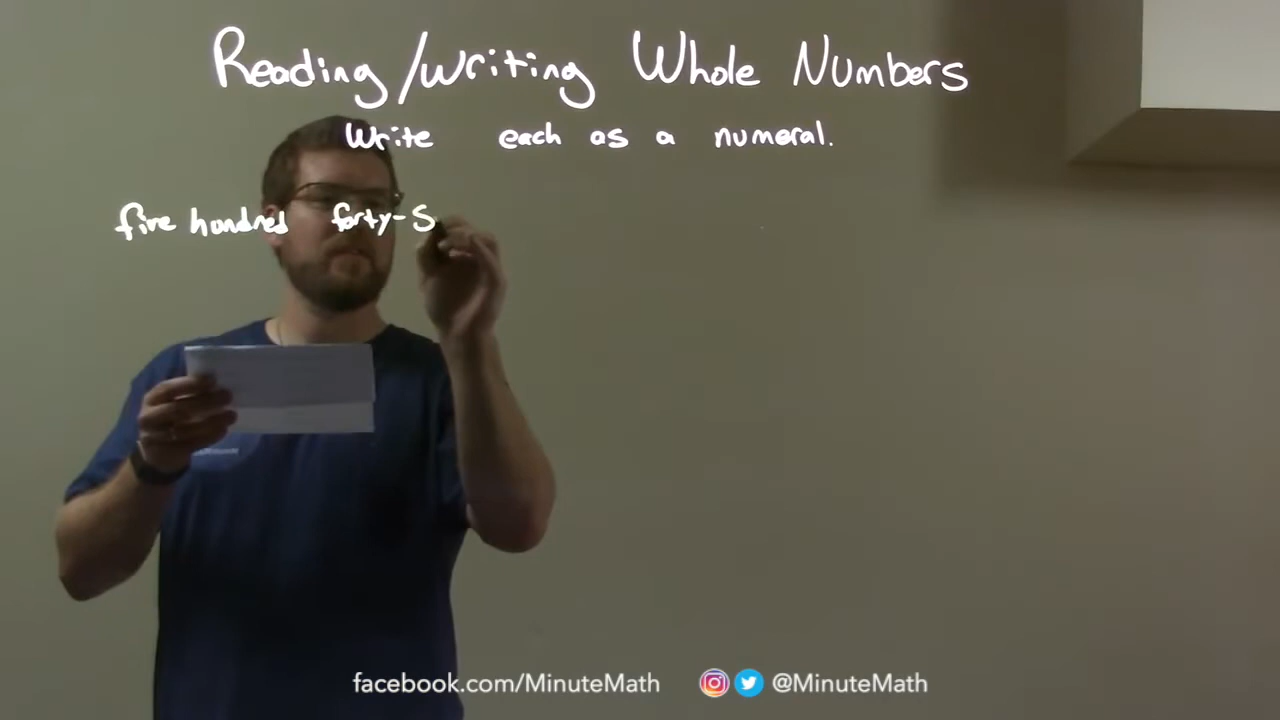 Reading/Writing Whole Numbers
Write each as a numeral.
five hundred forty-s
facebook.com/MinuteMath @MinuteMath